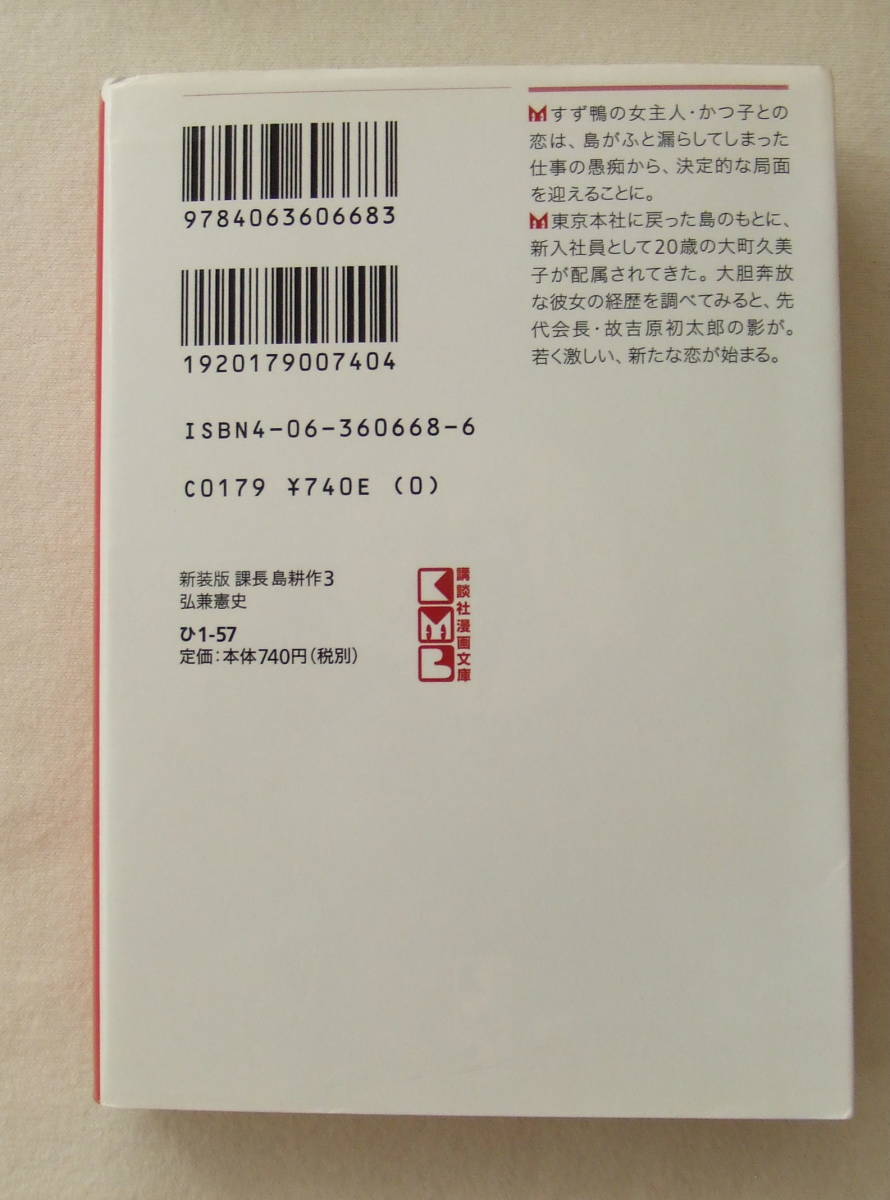 9784063606683
1920179007404
ISBN4-06-360668-6
C0179 ¥740E (0)
すず鴨の女主人・かつ子との
恋は、島がふと漏らしてしまった
仕事の愚痴から、決定的な局面
を迎えることに。
東京本社に戻った島のもとに、
新入社員として20歳の大町久美
子が配属されてきた。大胆奔放
な彼女の経歴を調べてみると、先
代会長・故吉原初太郎の影が。
若く激しい、新たな恋が始まる。
新装版 課長 島耕作3
弘兼憲史
ひ1-57
定価：本体740円（税別）
KMB
講談社漫画文庫